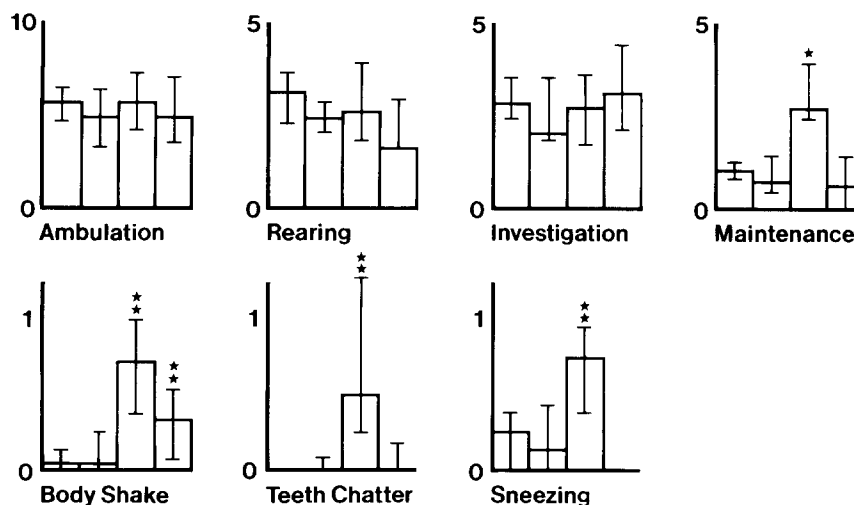 10
0
Ambulation
5
0
Rearing
5
0
Investigation
5
0
Maintenance
★
1
0
Body Shake
★★
★★
1
0
Teeth Chatter
★★
1
0
Sneezing
★★